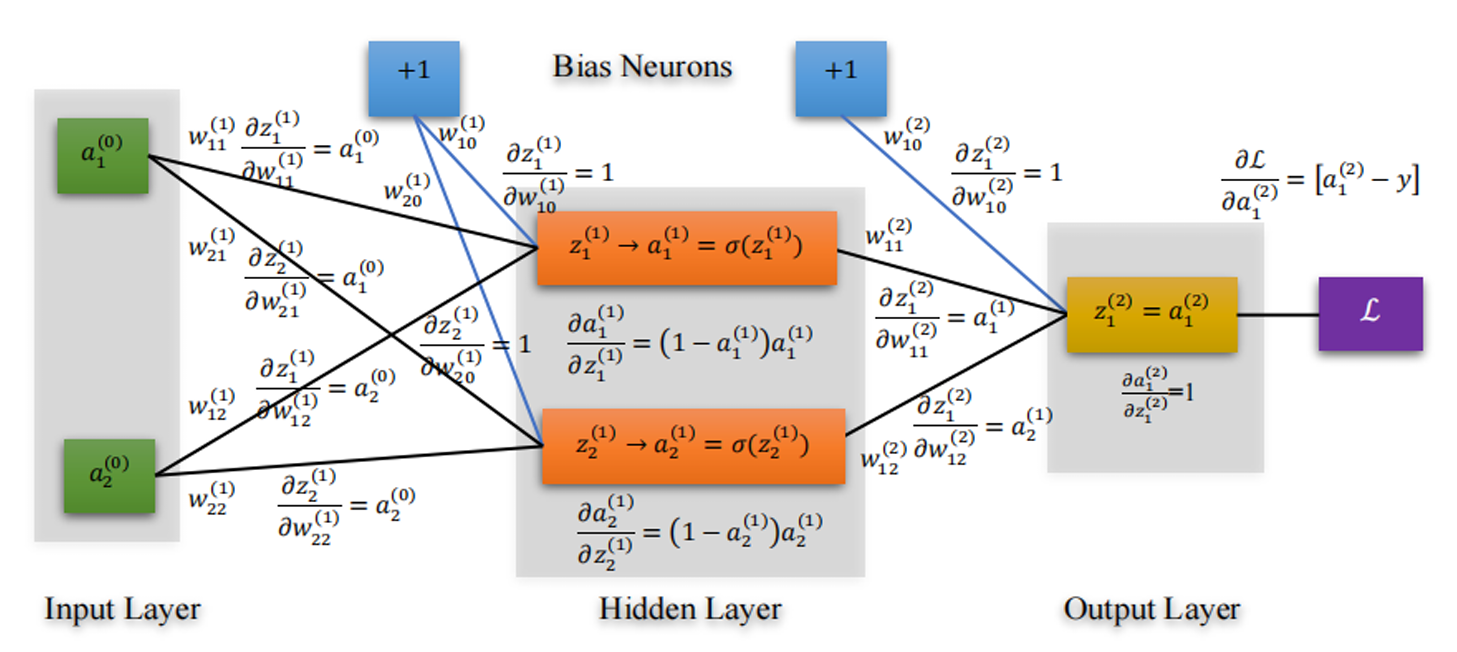 +1
Bias Neurons
+1
a_1^{(0)}
w_{11}^{(1)} \frac{\partial z_1^{(1)}}{\partial w_{11}^{(1)}} = a_1^{(0)}
w_{10}^{(1)}
\frac{\partial z_1^{(1)}}{\partial w_{10}^{(1)}} = 1
w_{20}^{(1)}
w_{10}^{(2)}
\frac{\partial z_1^{(2)}}{\partial w_{10}^{(2)}} = 1
\frac{\partial \mathcal{L}}{\partial a_1^{(2)}} = [a_1^{(2)} - y]
w_{21}^{(1)}
\frac{\partial z_2^{(1)}}{\partial w_{21}^{(1)}} = a_1^{(0)}
z_1^{(1)} → a_1^{(1)} = σ(z_1^{(1)})
w_{11}^{(2)}
\frac{\partial z_1^{(2)}}{\partial w_{11}^{(2)}} = a_1^{(1)}
z_1^{(2)} = a_1^{(2)}
ℒ
\frac{\partial z_2^{(1)}}{\partial w_{20}^{(1)}} = 1
\frac{\partial a_1^{(1)}}{\partial z_1^{(1)}} = (1 - a_1^{(1)})a_1^{(1)}
w_{12}^{(1)}
\frac{\partial z_1^{(1)}}{\partial w_{12}^{(1)}} = a_2^{(0)}
\frac{\partial a_1^{(2)}}{\partial z_1^{(2)}}=1
a_2^{(0)}
z_2^{(1)} → a_2^{(1)} = σ(z_2^{(1)})
w_{12}^{(2)}
\frac{\partial z_1^{(2)}}{\partial w_{12}^{(2)}} = a_2^{(1)}
w_{22}^{(1)}
\frac{\partial z_2^{(1)}}{\partial w_{22}^{(1)}} = a_2^{(0)}
\frac{\partial a_2^{(1)}}{\partial z_2^{(1)}} = (1 - a_2^{(1)})a_2^{(1)}
Input Layer
Hidden Layer
Output Layer